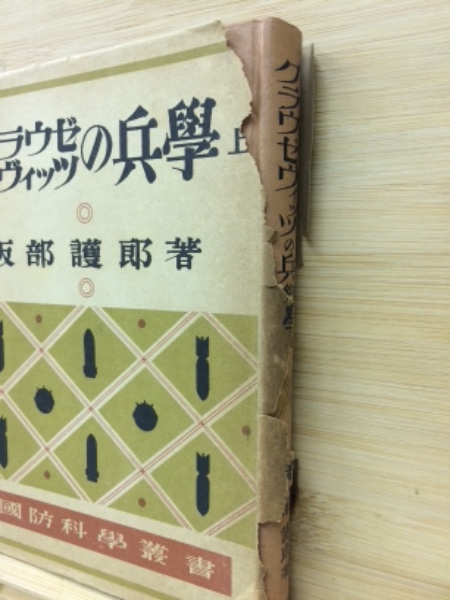 ラウゼ
ヴィッツの兵學 上
部護郎著
國防科學叢書
クラウゼヴィッツの兵學